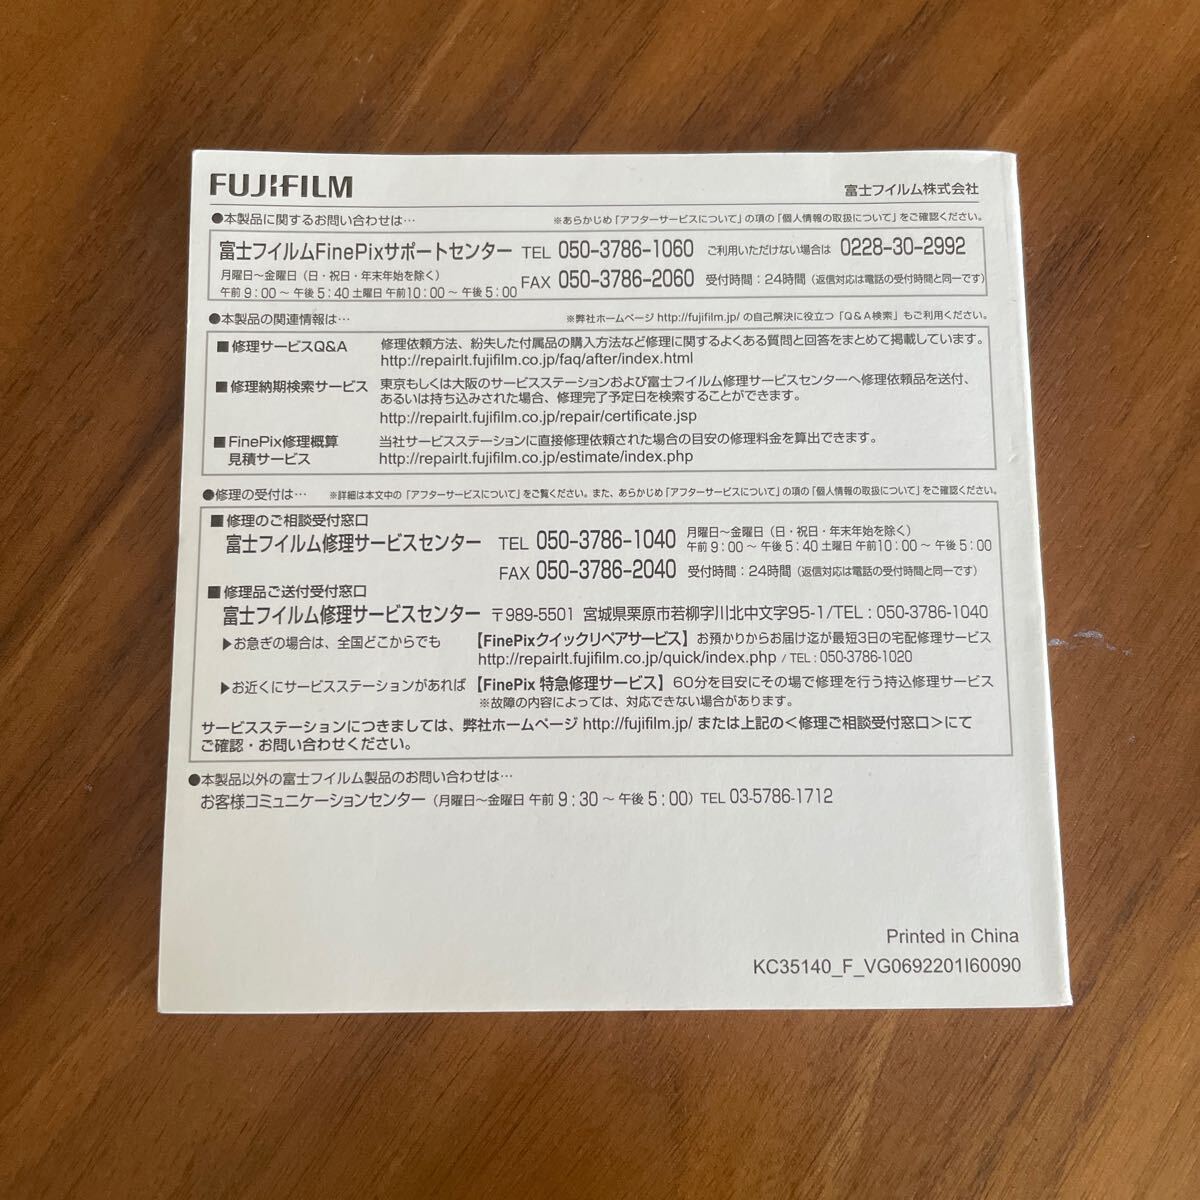 FUJIFILM
富士フイルム株式会社
●本製品に関するお問い合わせは…
※あらかじめ「アフターサービスについて」の項の「個人情報の取扱について」をご確認ください。
富士フイルムFinePixサポートセンター TEL 050-3786-1060 ご利用いただけない場合は 0228-30-2992
月曜日～金曜日（日・祝日・年末年始を除く）
午前 9:00 ～ 午後 5:40 土曜日 午前10:00 ～ 午後 5:00
FAX 050-3786-2060 受付時間：24時間（返信対応は電話の受付時間と同一です）
●本製品の関連情報は…
※弊社ホームページ http://fujifilm.jp/ の自己解決に役立つ「Q&A検索」もご利用ください。
■ 修理サービスQ&A 修理依頼方法、紛失した付属品の購入方法など修理に関するよくある質問と回答をまとめて掲載しています。
http://repairlt.fujifilm.co.jp/faq/after/index.html
■ 修理納期検索サービス 東京もしくは大阪のサービスステーションおよび富士フイルム修理サービスセンターへ修理依頼品を送付、
あるいは持ち込みされた場合、修理完了予定日を検索することができます。
http://repairlt.fujifilm.co.jp/repair/certificate.jsp
■ FinePix修理概算
見積サービス
当社サービスステーションに直接修理依頼された場合の目安の修理料金を算出できます。
http://repairlt.fujifilm.co.jp/estimate/index.php
●修理の受付は… ※詳細は本文中の「アフターサービスについて」をご覧ください。また、あらかじめ「アフターサービスについて」の項の「個人情報の取扱について」をご確認ください。
■ 修理のご相談受付窓口
富士フイルム修理サービスセンター TEL 050-3786-1040
月曜日～金曜日（日・祝日・年末年始を除く）
午前 9:00 ～ 午後 5:40 土曜日 午前10:00 ～ 午後 5:00
FAX 050-3786-2040 受付時間：24時間（返信対応は電話の受付時間と同一です）
■ 修理品ご送付受付窓口
富士フイルム修理サービスセンター 〒989-5501 宮城県栗原市若柳字川北中文字95-1/TEL：050-3786-1040
▶お急ぎの場合は、全国どこからでも 【FinePixクイックリペアサービス】お預かりからお届け迄が最短3日の宅配修理サービス
http://repairlt.fujifilm.co.jp/quick/index.php / TEL：050-3786-1020
▶お近くにサービスステーションがあれば 【FinePix 特急修理サービス】60分を目安にその場で修理を行う持込修理サービス
※故障の内容によっては、対応できない場合があります。
サービスステーションにつきましては、弊社ホームページ http://fujifilm.jp/ または上記の<修理ご相談受付窓口>にて
ご確認・お問い合わせください。
●本製品以外の富士フイルム製品のお問い合わせは…
お客様コミュニケーションセンター（月曜日～金曜日 午前 9:30 ～ 午後 5:00）TEL 03-5786-1712
Printed in China
KC35140_F_VG0692201I60090